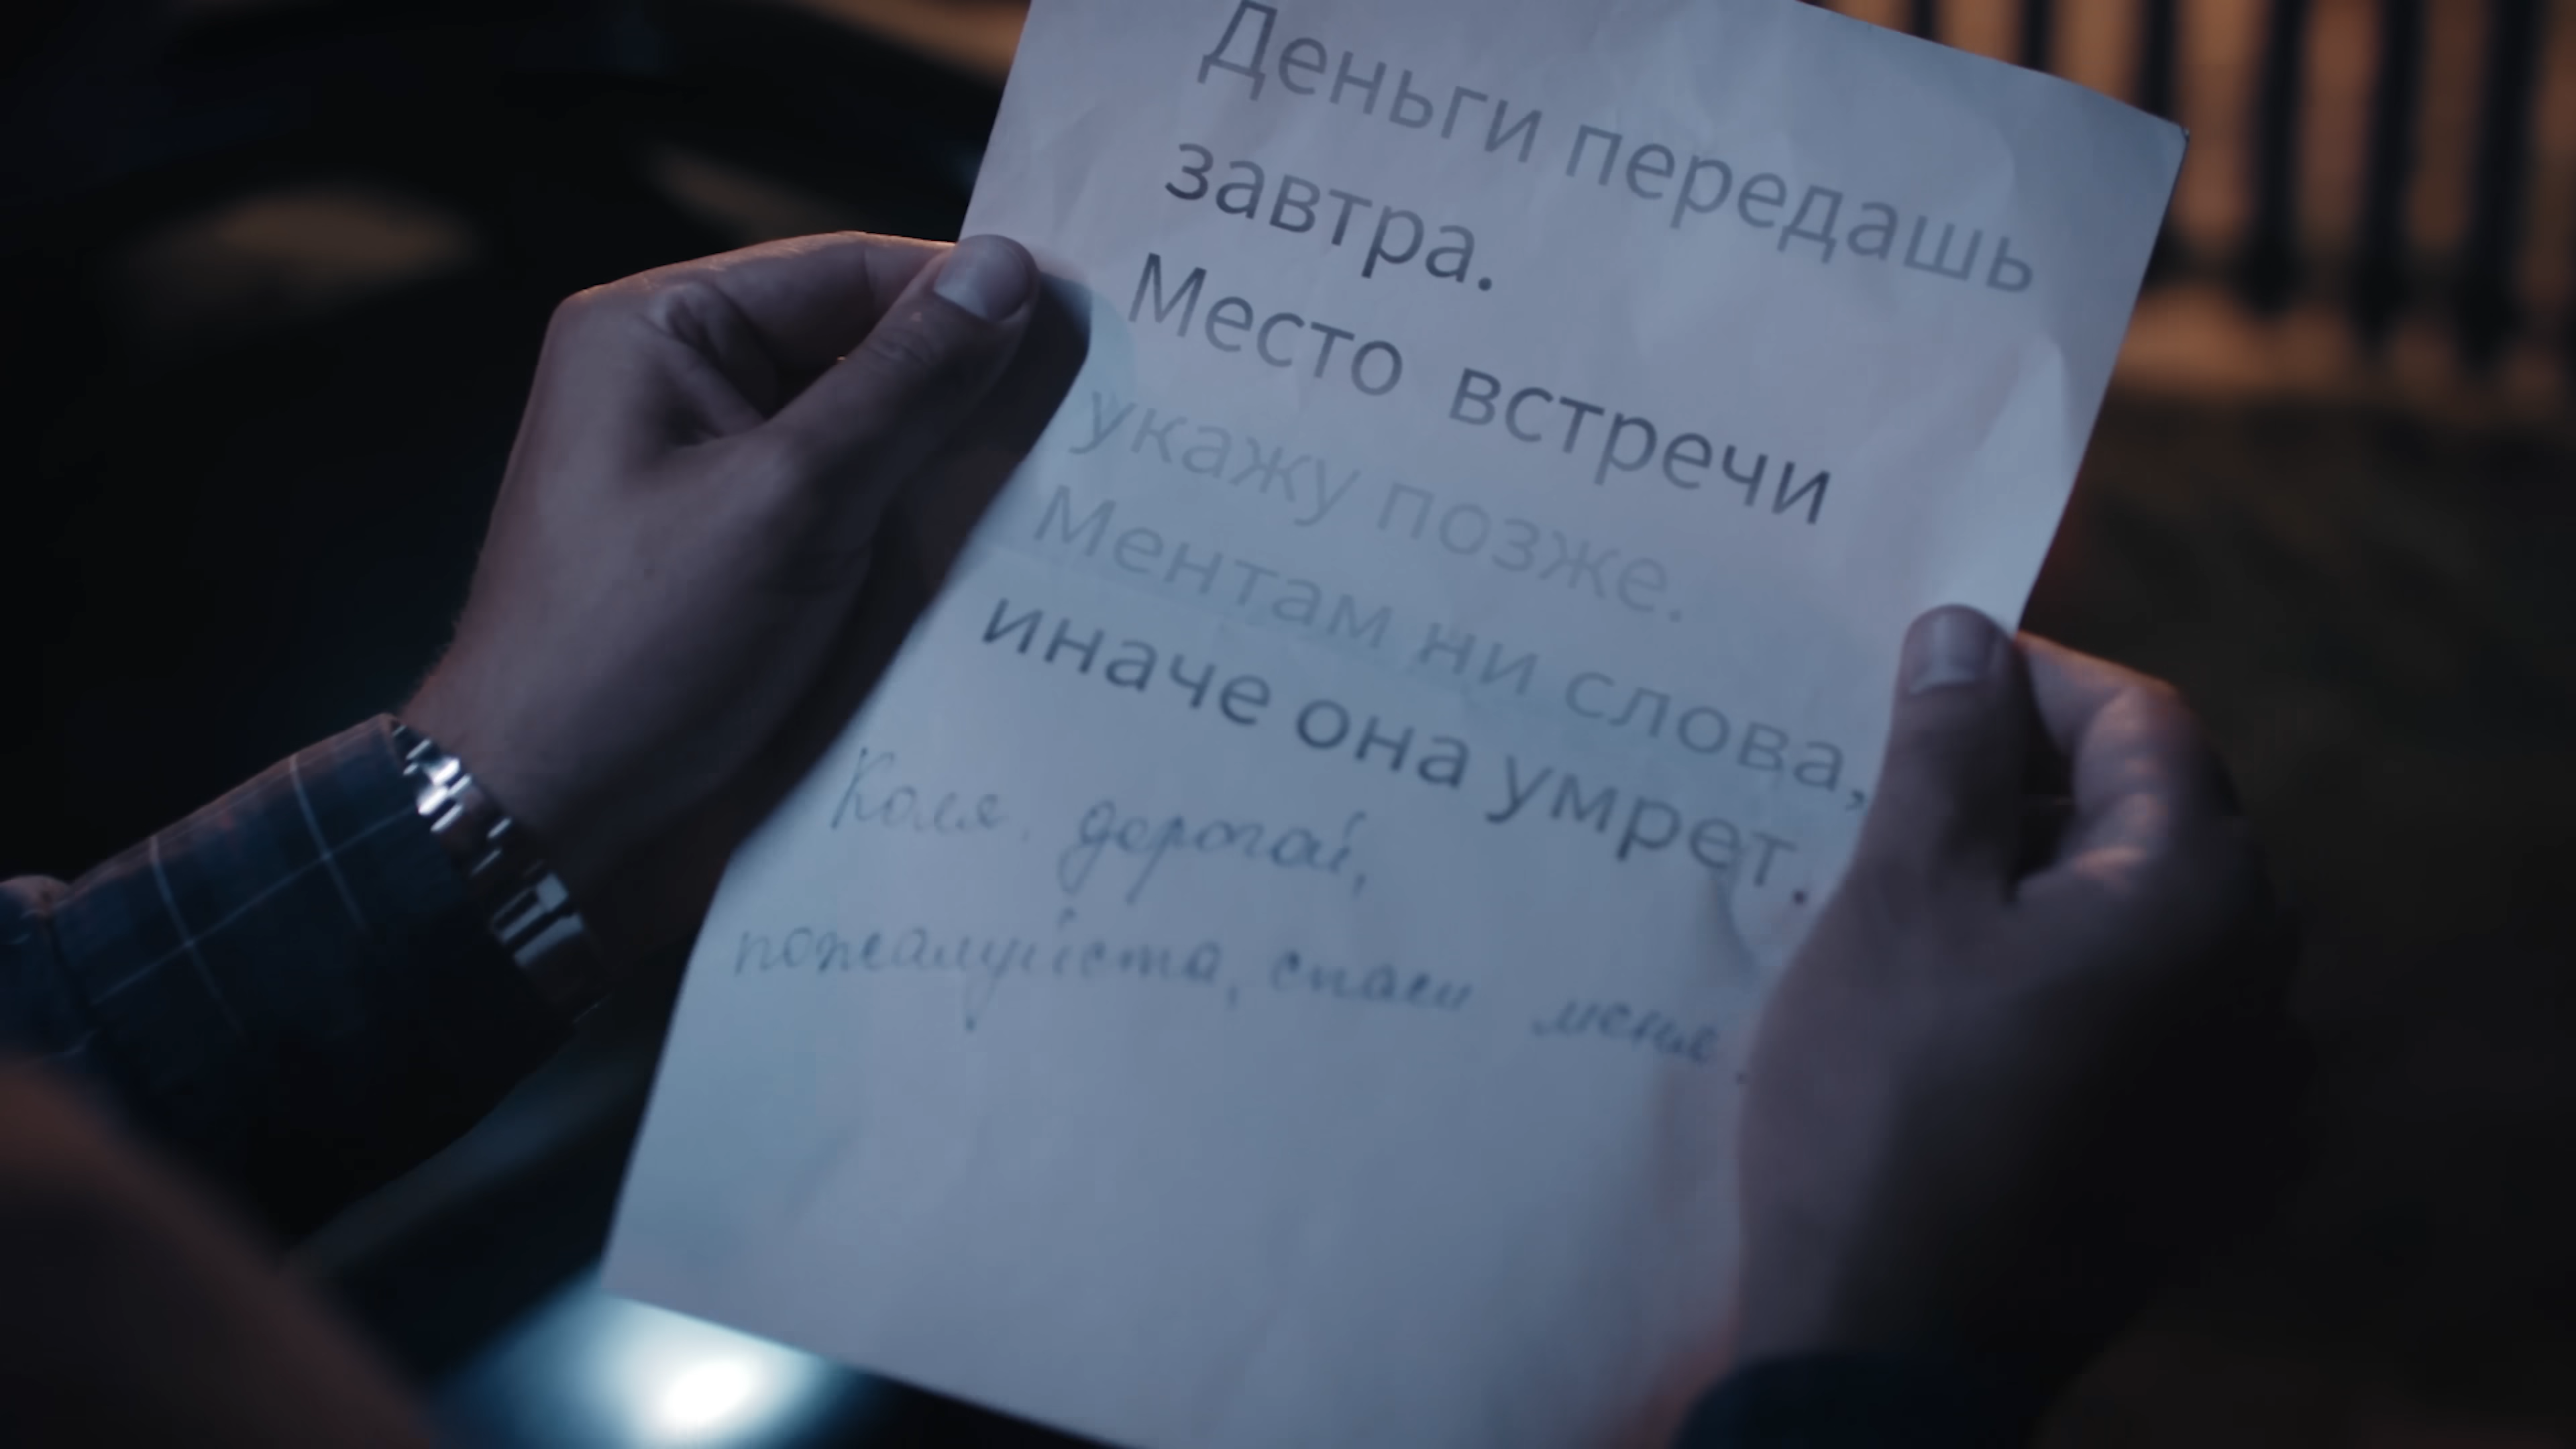 Деньги передашь
завтра.
Место встречи
укажу позже.
Ментам ни слова,
иначе она умрет.
Коля дорогой,
пожалуйста, спаси меня.